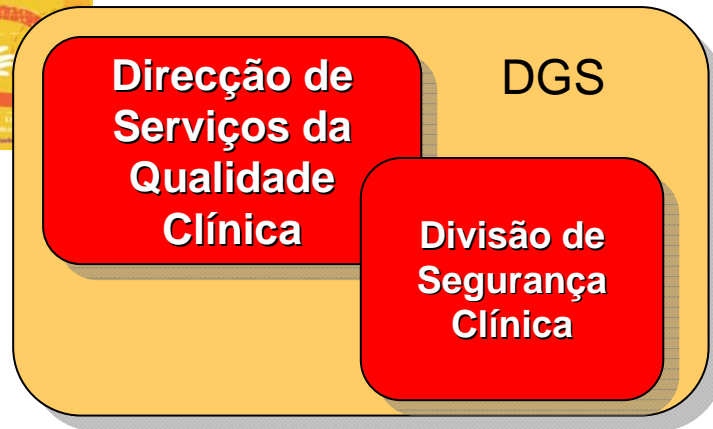 Direcção de
Serviços da
Qualidade
Clínica
DGS
Divisão de
Segurança
Clínica